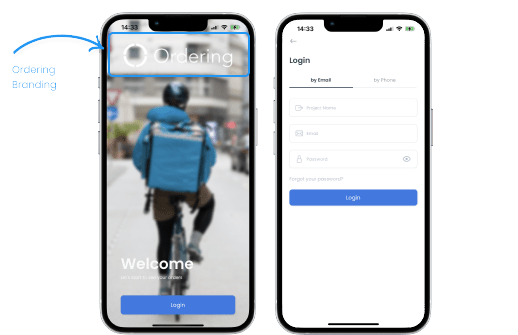 Ordering
Branding
14:33
Ordering
Welcome
Login
14:33
Login
by Email
by Phone
Project Name
Email
Password
Forgot your password?
Login